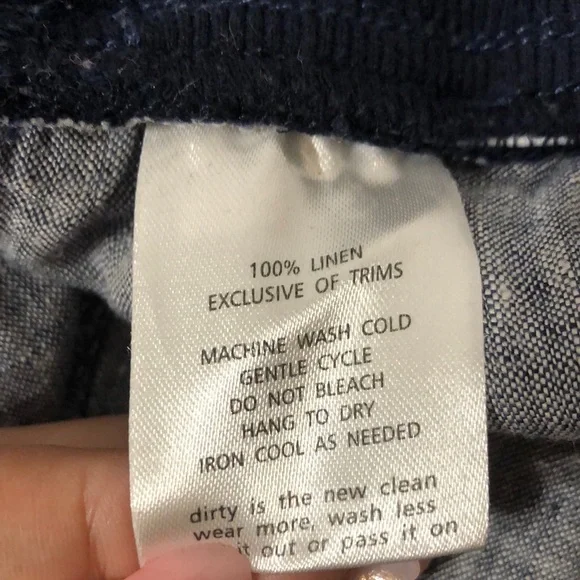 100% LINEN
EXCLUSIVE OF TRIMS
MACHINE WASH COLD
GENTLE CYCLE
DO NOT BLEACH
HANG TO DRY
IRON COOL AS NEEDED
dirty is the new clean
wear more, wash less
it out or pass it on